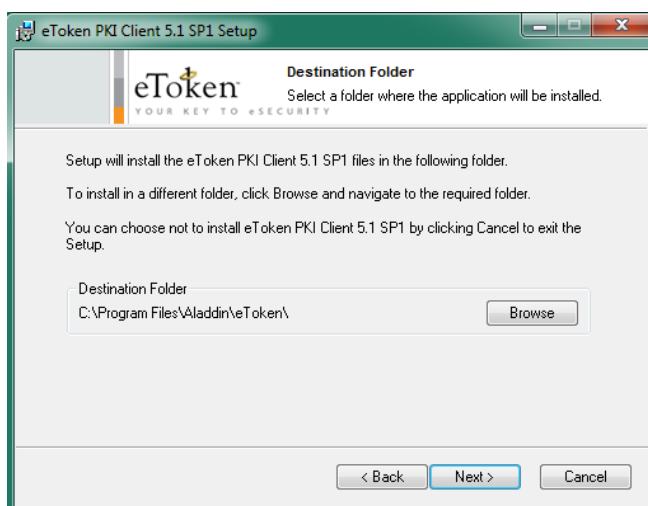 eToken PKI Client 5.1 SP1 Setup
eToken
YOUR KEY TO eSECURITY
Destination Folder
Select a folder where the application will be installed.
Setup will install the eToken PKI Client 5.1 SP1 files in the following folder.
To install in a different folder, click Browse and navigate to the required folder.
You can choose not to install eToken PKI Client 5.1 SP1 by clicking Cancel to exit the
Setup.
Destination Folder
C:\Program Files\Aladdin\eToken\
Browse
< Back
Next >
Cancel